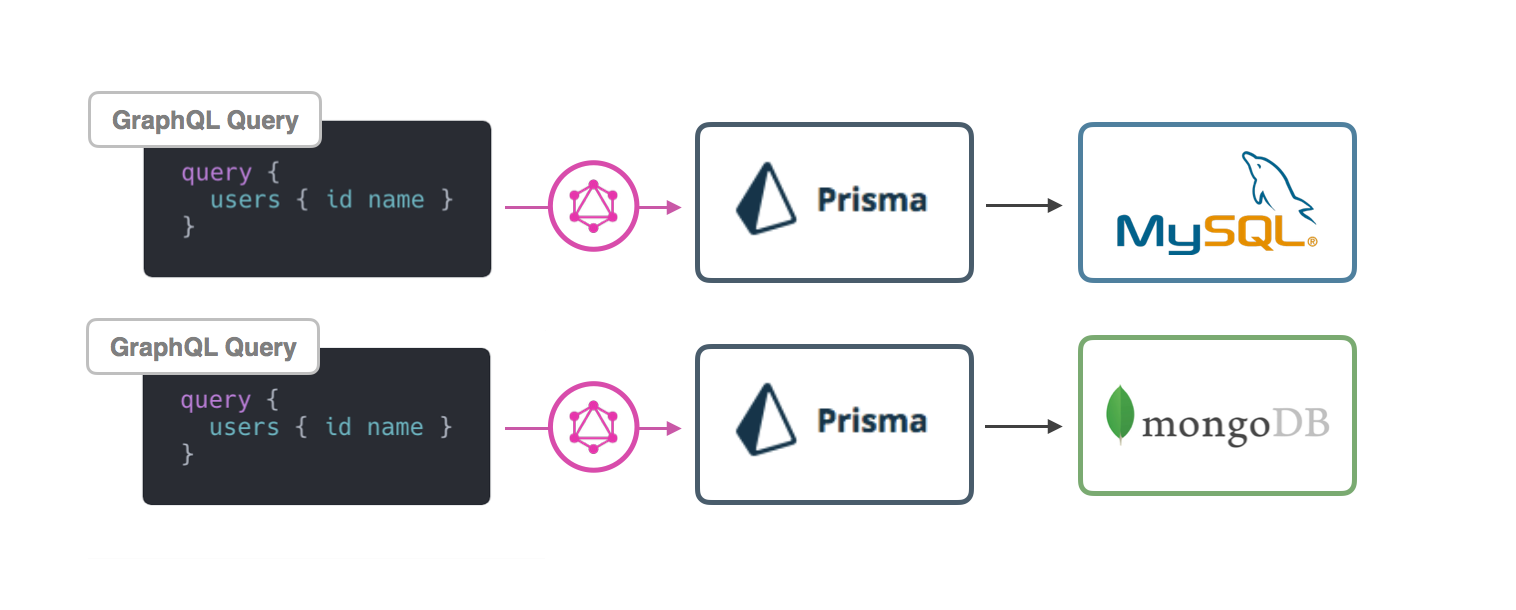 GraphQL Query
query {
  users { id name }
}
Prisma
MySQL®
GraphQL Query
query {
  users { id name }
}
Prisma
mongoDB